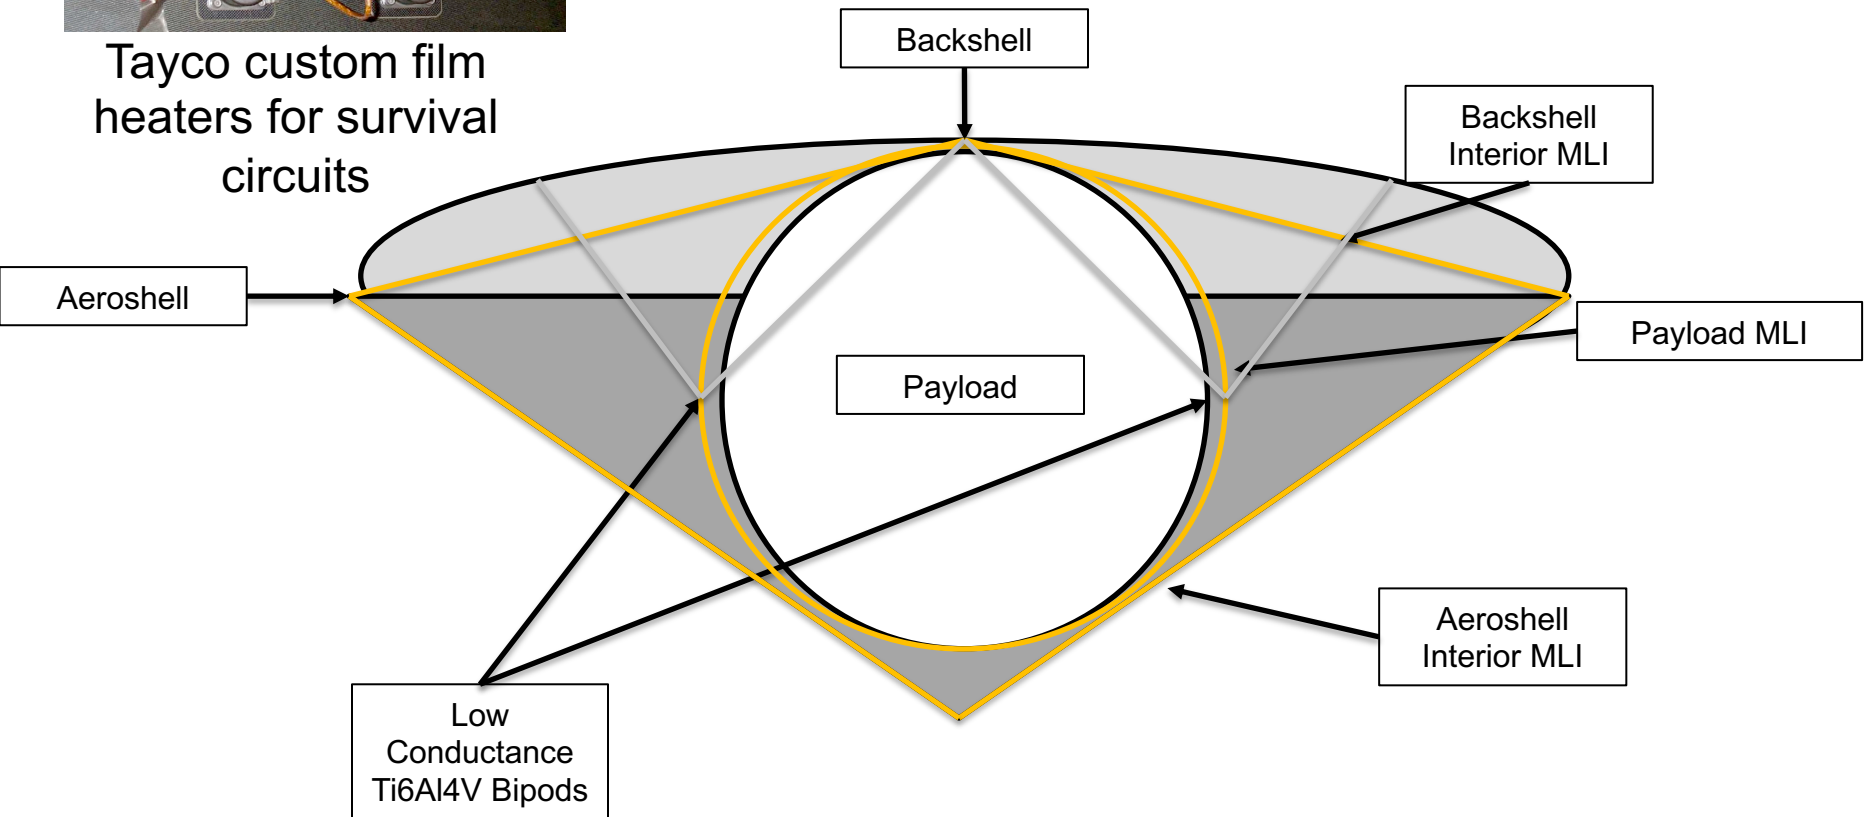 Tayco custom film
heaters for survival
circuits
Backshell
Backshell
Interior MLI
Aeroshell
Payload MLI
Payload
Aeroshell
Interior MLI
Low
Conductance
Ti6Al4V Bipods